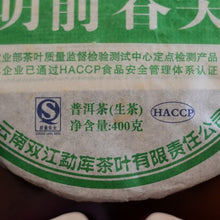 明前春尖
业部茶叶质量监督检验测试中心定点检测产品
企业已通过HACCP食品安全管理体系认证
普洱茶(生茶)
净含量:400克
HACCP
云南双江勐库茶叶有限责任公司